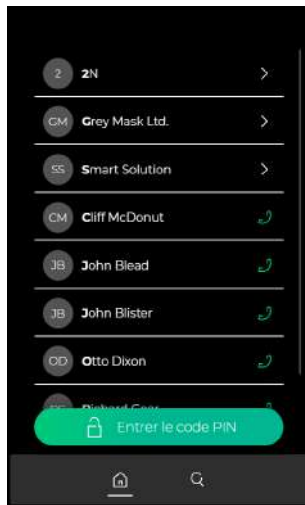 2 2N
GM Grey Mask Ltd.
SS Smart Solution
CM Cliff McDonut
JB John Blead
JB John Blister
OD Otto Dixon
Entrer le code PIN